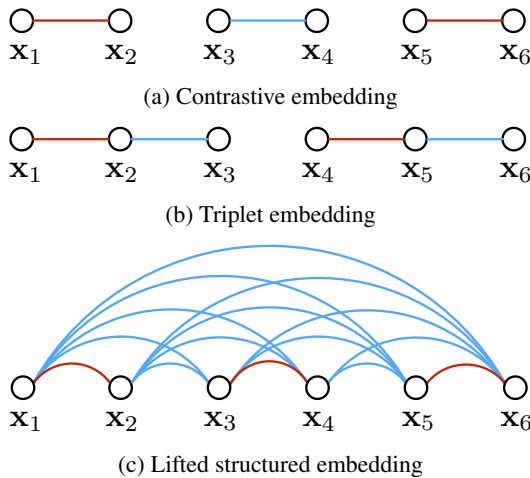 x₁ x₂ x₃ x₄ x₅ x₆
(a) Contrastive embedding
x₁ x₂ x₃ x₄ x₅ x₆
(b) Triplet embedding
x₁ x₂ x₃ x₄ x₅ x₆
(c) Lifted structured embedding